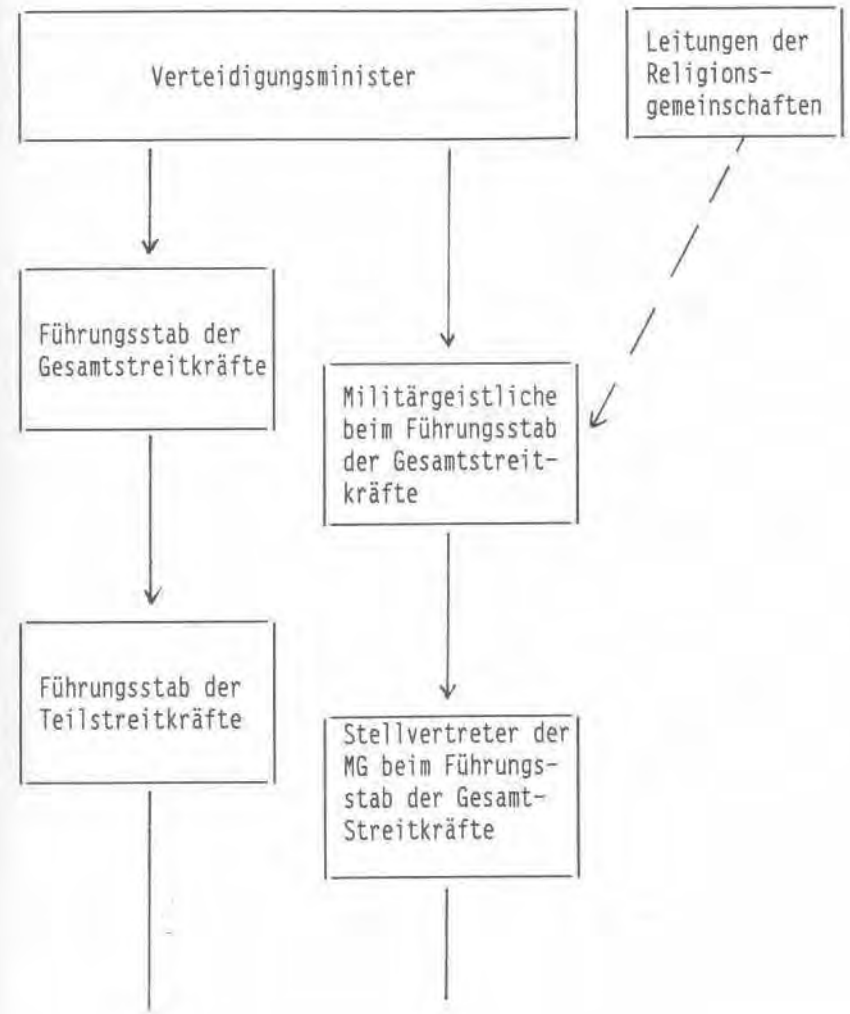 Verteidigungsminister
Leitungen der
Religions-
gemeinschaften
Führungsstab der
Gesamtstreitkräfte
Militärgeistliche
beim Führungsstab
der Gesamtstreit-
kräfte
Führungsstab der
Teilstreitkräfte
Stellvertreter der
MG beim Führungs-
stab der Gesamt-
Streitkräfte